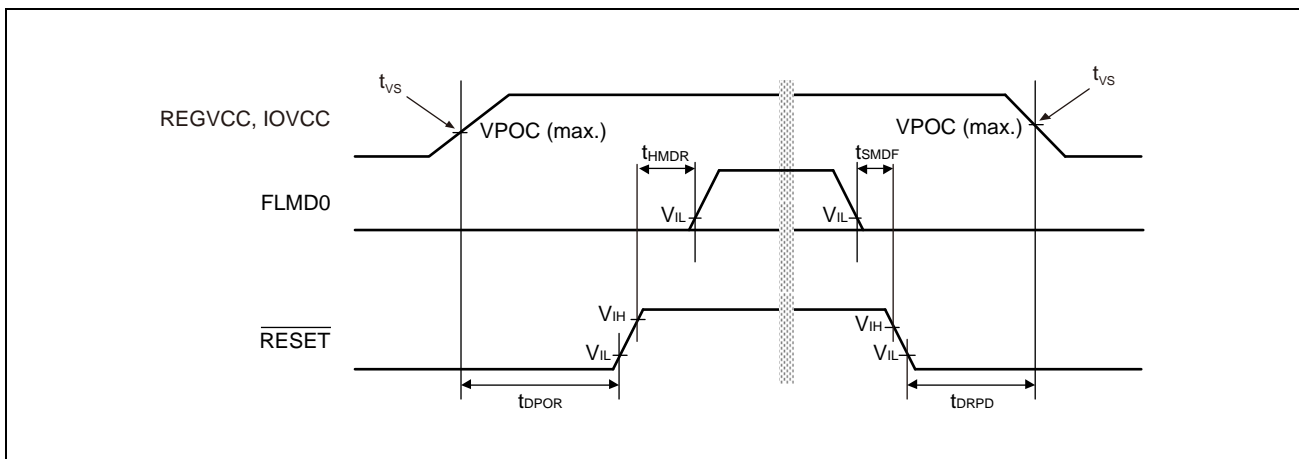 tVS
tVS
REGVCC, IOVCC
VPOC (max.)
VPOC (max.)
tHMDR
tSMDF
FLMD0
VIL
VIL
VIH
VIH
RESET
VIL
VIL
tDPOR
tDRPD